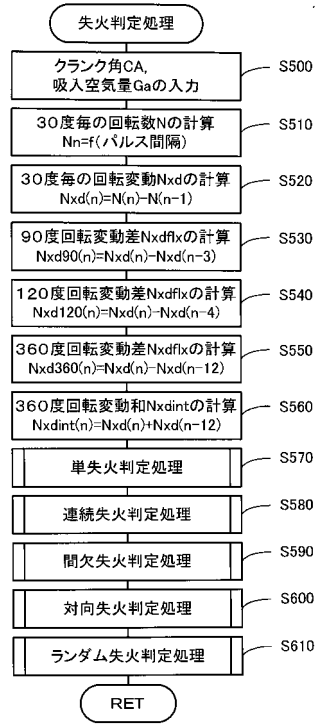 失火判定処理
クランク角CA,
吸入空気量Gaの入力
S500
30度毎の回転数Nの計算
Nn=f(パルス間隔)
S510
30度毎の回転変動Nxdの計算
Nxd(n)=N(n)-N(n-1)
S520
90度回転変動差Nxdflxの計算
Nxd90(n)=Nxd(n)-Nxd(n-3)
S530
120度回転変動差Nxdflxの計算
Nxd120(n)=Nxd(n)-Nxd(n-4)
S540
360度回転変動差Nxdflxの計算
Nxd360(n)=Nxd(n)-Nxd(n-12)
S550
360度回転変動和Nxdintの計算
Nxdint(n)=Nxd(n)+Nxd(n-12)
S560
単失火判定処理
S570
連続失火判定処理
S580
間欠失火判定処理
S590
対向失火判定処理
S600
ランダム失火判定処理
S610
RET